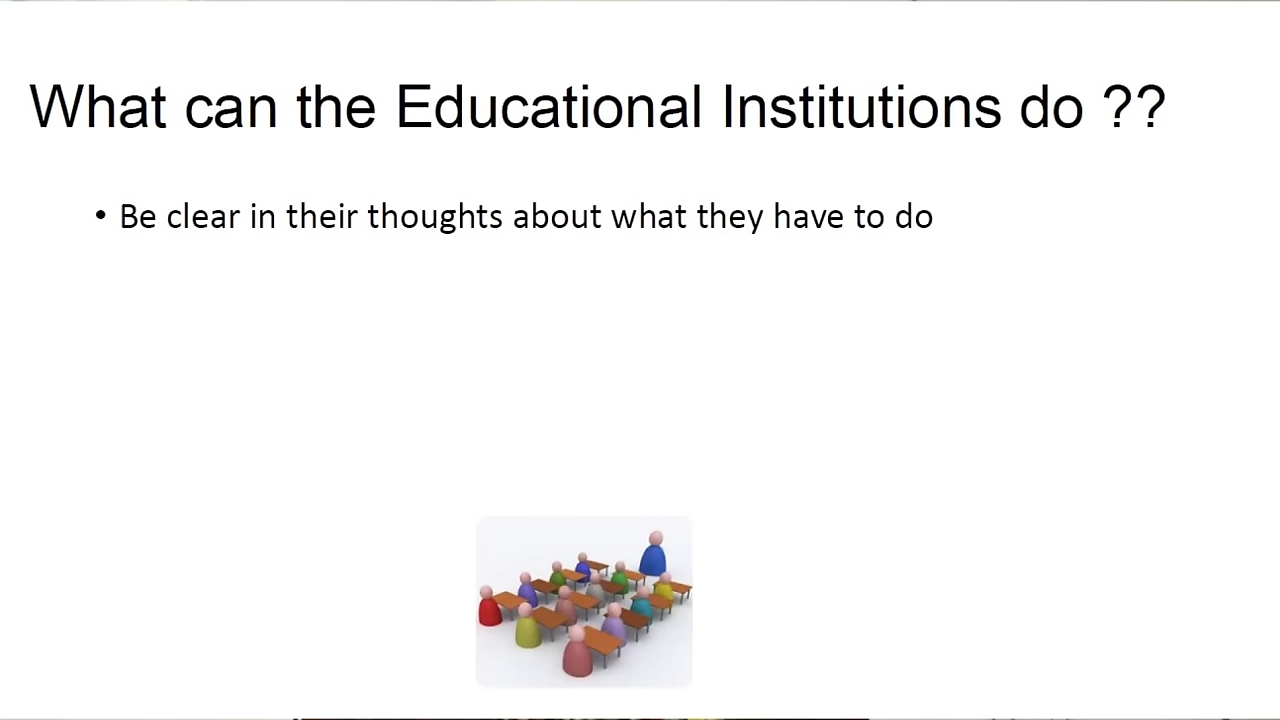 What can the Educational Institutions do ??
• Be clear in their thoughts about what they have to do